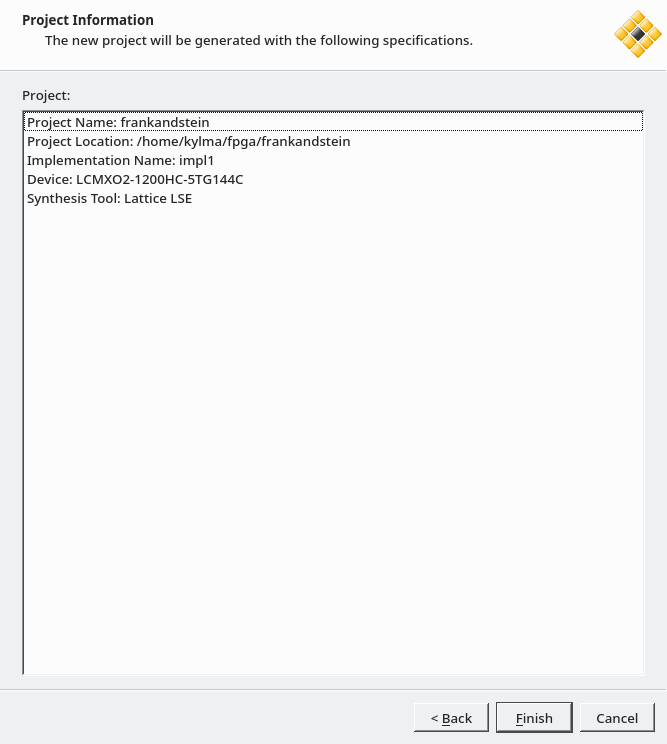 Project Information
The new project will be generated with the following specifications.
Project:
Project Name: frankandstein
Project Location: /home/kylma/fpga/frankandstein
Implementation Name: impl1
Device: LCMXO2-1200HC-5TG144C
Synthesis Tool: Lattice LSE
< Back Finish Cancel